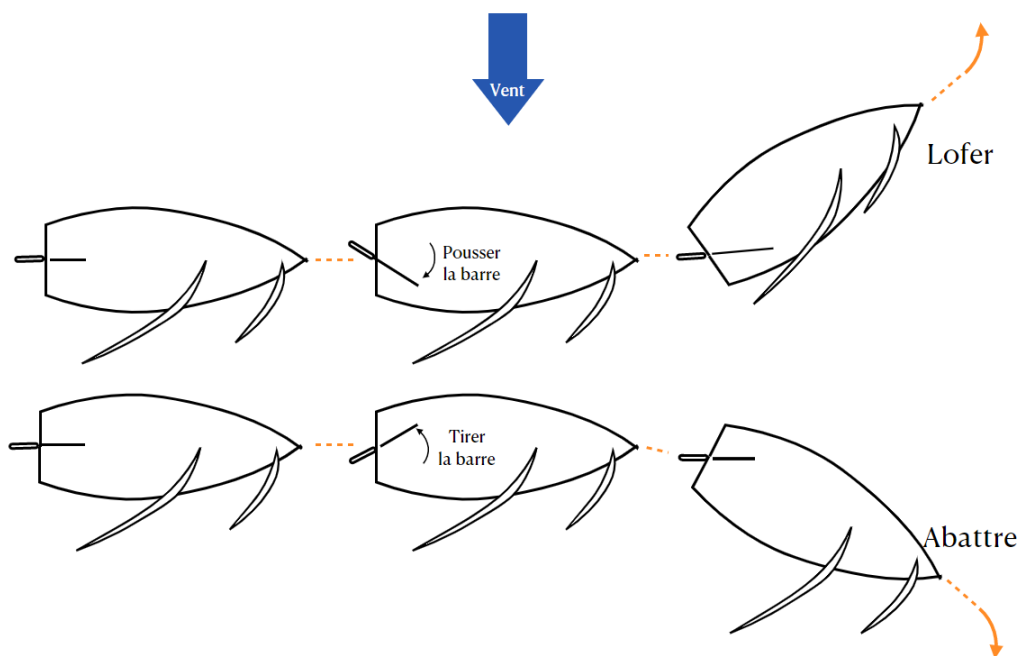 Vent
Lofer
Pousser
la barre
Tirer
la barre
Abattre